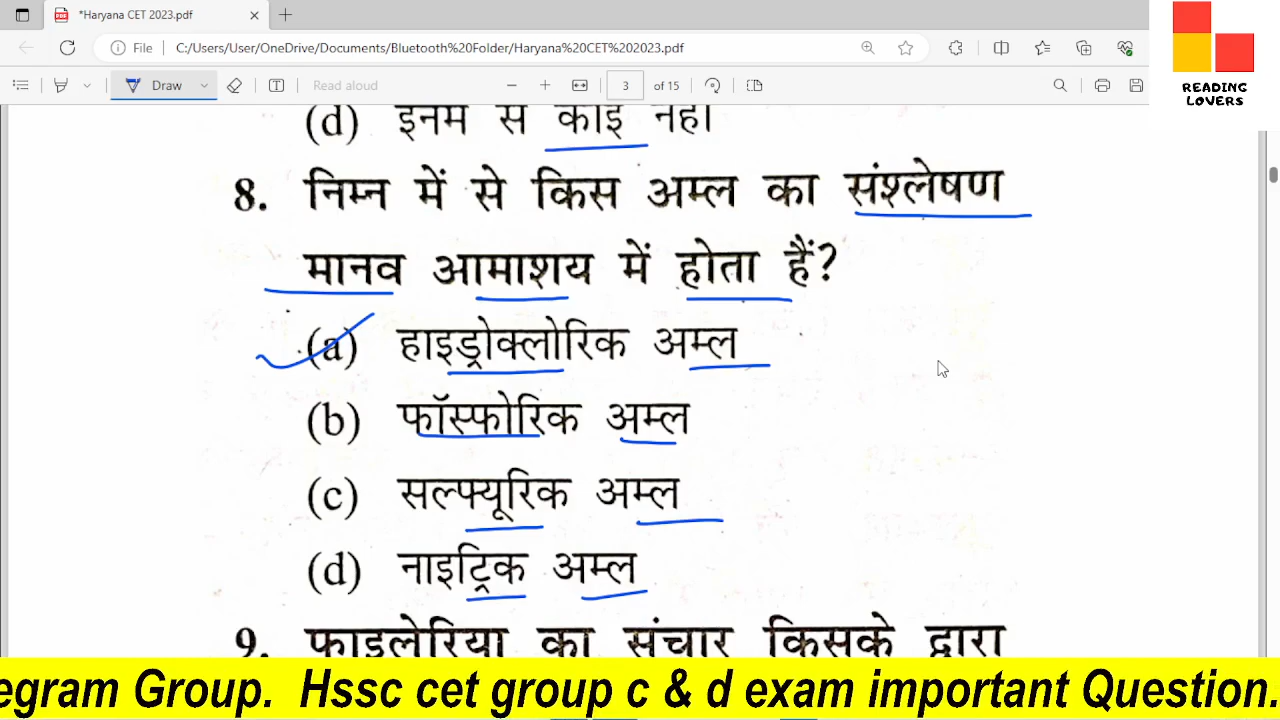 *Haryana CET 2023.pdf
File C:/Users/User/OneDrive/Documents/Bluetooth%20Folder/Haryana%20CET%202023.pdf
Draw Read aloud 3 of 15
READING
LOVERS
(d) इनमें से कोई नहीं
8. निम्न में से किस अम्ल का संश्लेषण
मानव आमाशय में होता हैं?
(a) हाइड्रोक्लोरिक अम्ल
(b) फॉस्फोरिक अम्ल
(c) सल्फ्यूरिक अम्ल
(d) नाइट्रिक अम्ल
9. फाइलेरिया का संचार किसके द्वारा
egram Group. Hssc cet group c & d exam important Question.